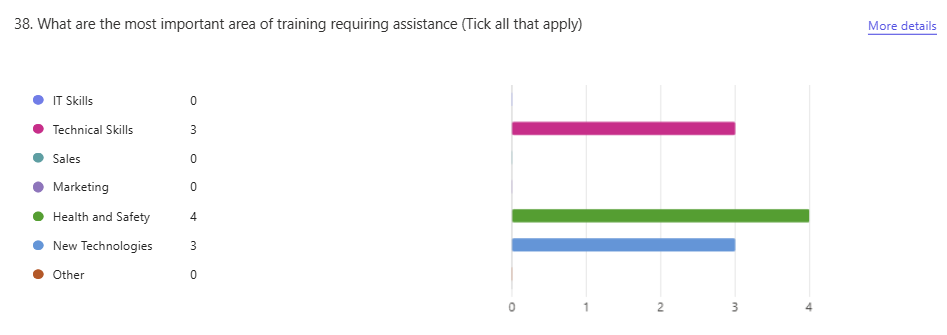 38. What are the most important area of training requiring assistance (Tick all that apply)
More details
IT Skills 0
Technical Skills 3
Sales 0
Marketing 0
Health and Safety 4
New Technologies 3
Other 0
0 1 2 3 4